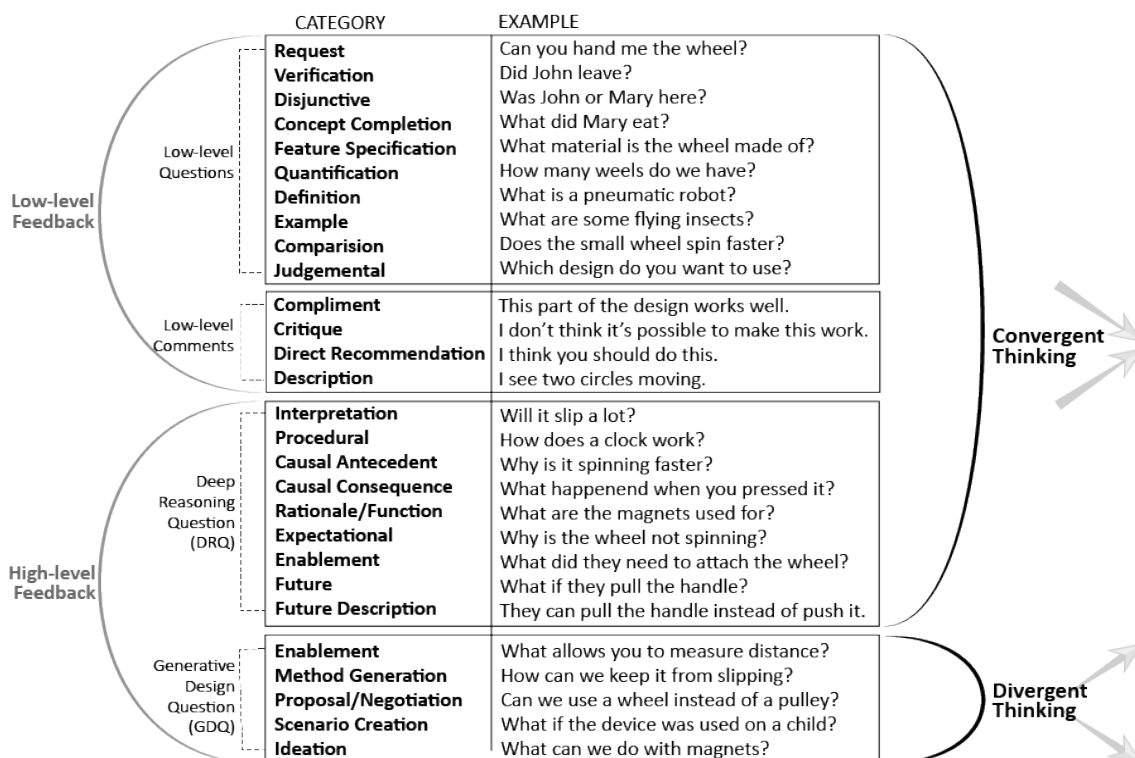 CATEGORY EXAMPLE
Request Can you hand me the wheel?
Verification Did John leave?
Disjunctive Was John or Mary here?
Concept Completion What did Mary eat?
Low-level Questions
Feature Specification What material is the wheel made of?
Quantification How many weels do we have?
Definition What is a pneumatic robot?
Low-level Feedback
Example What are some flying insects?
Comparision Does the small wheel spin faster?
Judgemental Which design do you want to use?
Compliment This part of the design works well.
Low-level Comments
Critique I don't think it's possible to make this work.
Direct Recommendation I think you should do this.
Description I see two circles moving.
Convergent Thinking
Interpretation Will it slip a lot?
Procedural How does a clock work?
Causal Antecedent Why is it spinning faster?
Deep Reasoning Question (DRQ)
Causal Consequence What happenend when you pressed it?
Rationale/Function What are the magnets used for?
Expectational Why is the wheel not spinning?
Enablement What did they need to attach the wheel?
High-level Feedback
Future What if they pull the handle?
Future Description They can pull the handle instead of push it.
Enablement What allows you to measure distance?
Generative Design Question (GDQ)
Method Generation How can we keep it from slipping?
Proposal/Negotiation Can we use a wheel instead of a pulley?
Scenario Creation What if the device was used on a child?
Ideation What can we do with magnets?
Divergent Thinking